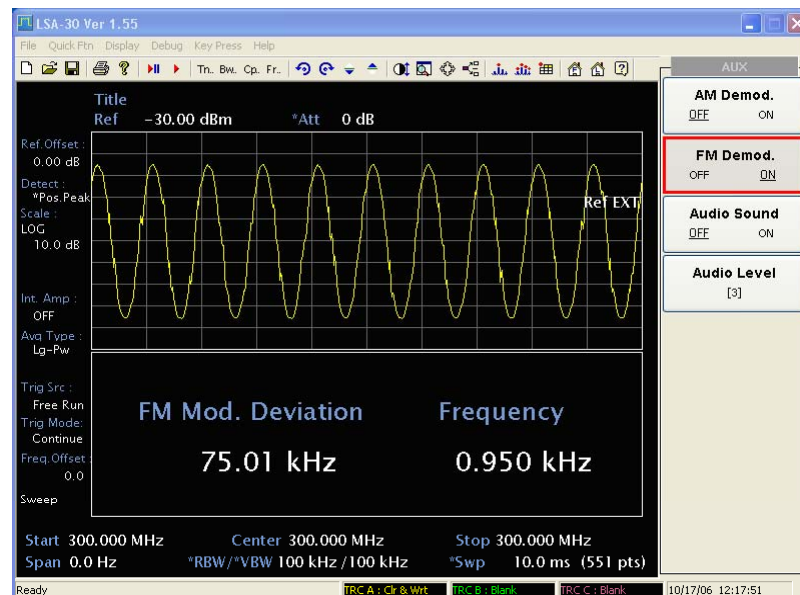 LSA-30 Ver 1.55
File Quick Ftn Display Debug Key Press Help
Tn.. Bw.. Cp.. Fr..
AUX
Title
Ref -30.00 dBm *Att 0 dB
Ref.Offset :
0.00 dB
Detect :
*Pos.Peak
Scale :
LOG
10.0 dB
Ref EXT
Int. Amp :
OFF
Avg Type :
Lg-Pw
Trig Src :
Free Run
Trig Mode:
Continue
Freq.Offset :
0.0
Sweep
FM Mod. Deviation Frequency
75.01 kHz 0.950 kHz
Start 300.000 MHz Center 300.000 MHz Stop 300.000 MHz
Span 0.0 Hz *RBW/*VBW 100 kHz /100 kHz *Swp 10.0 ms (551 pts)
AM Demod.
OFF ON
FM Demod.
OFF ON
Audio Sound
OFF ON
Audio Level
[3]
Ready TRC A : Clr & Wrt TRC B : Blank TRC C : Blank 10/17/06 12:17:51